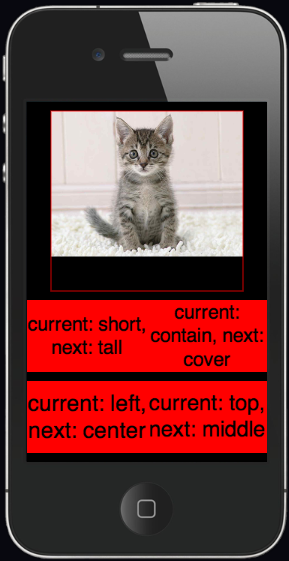 current: short,
next: tall
current:
contain, next:
cover
current: left,
next: center
current: top,
next: middle